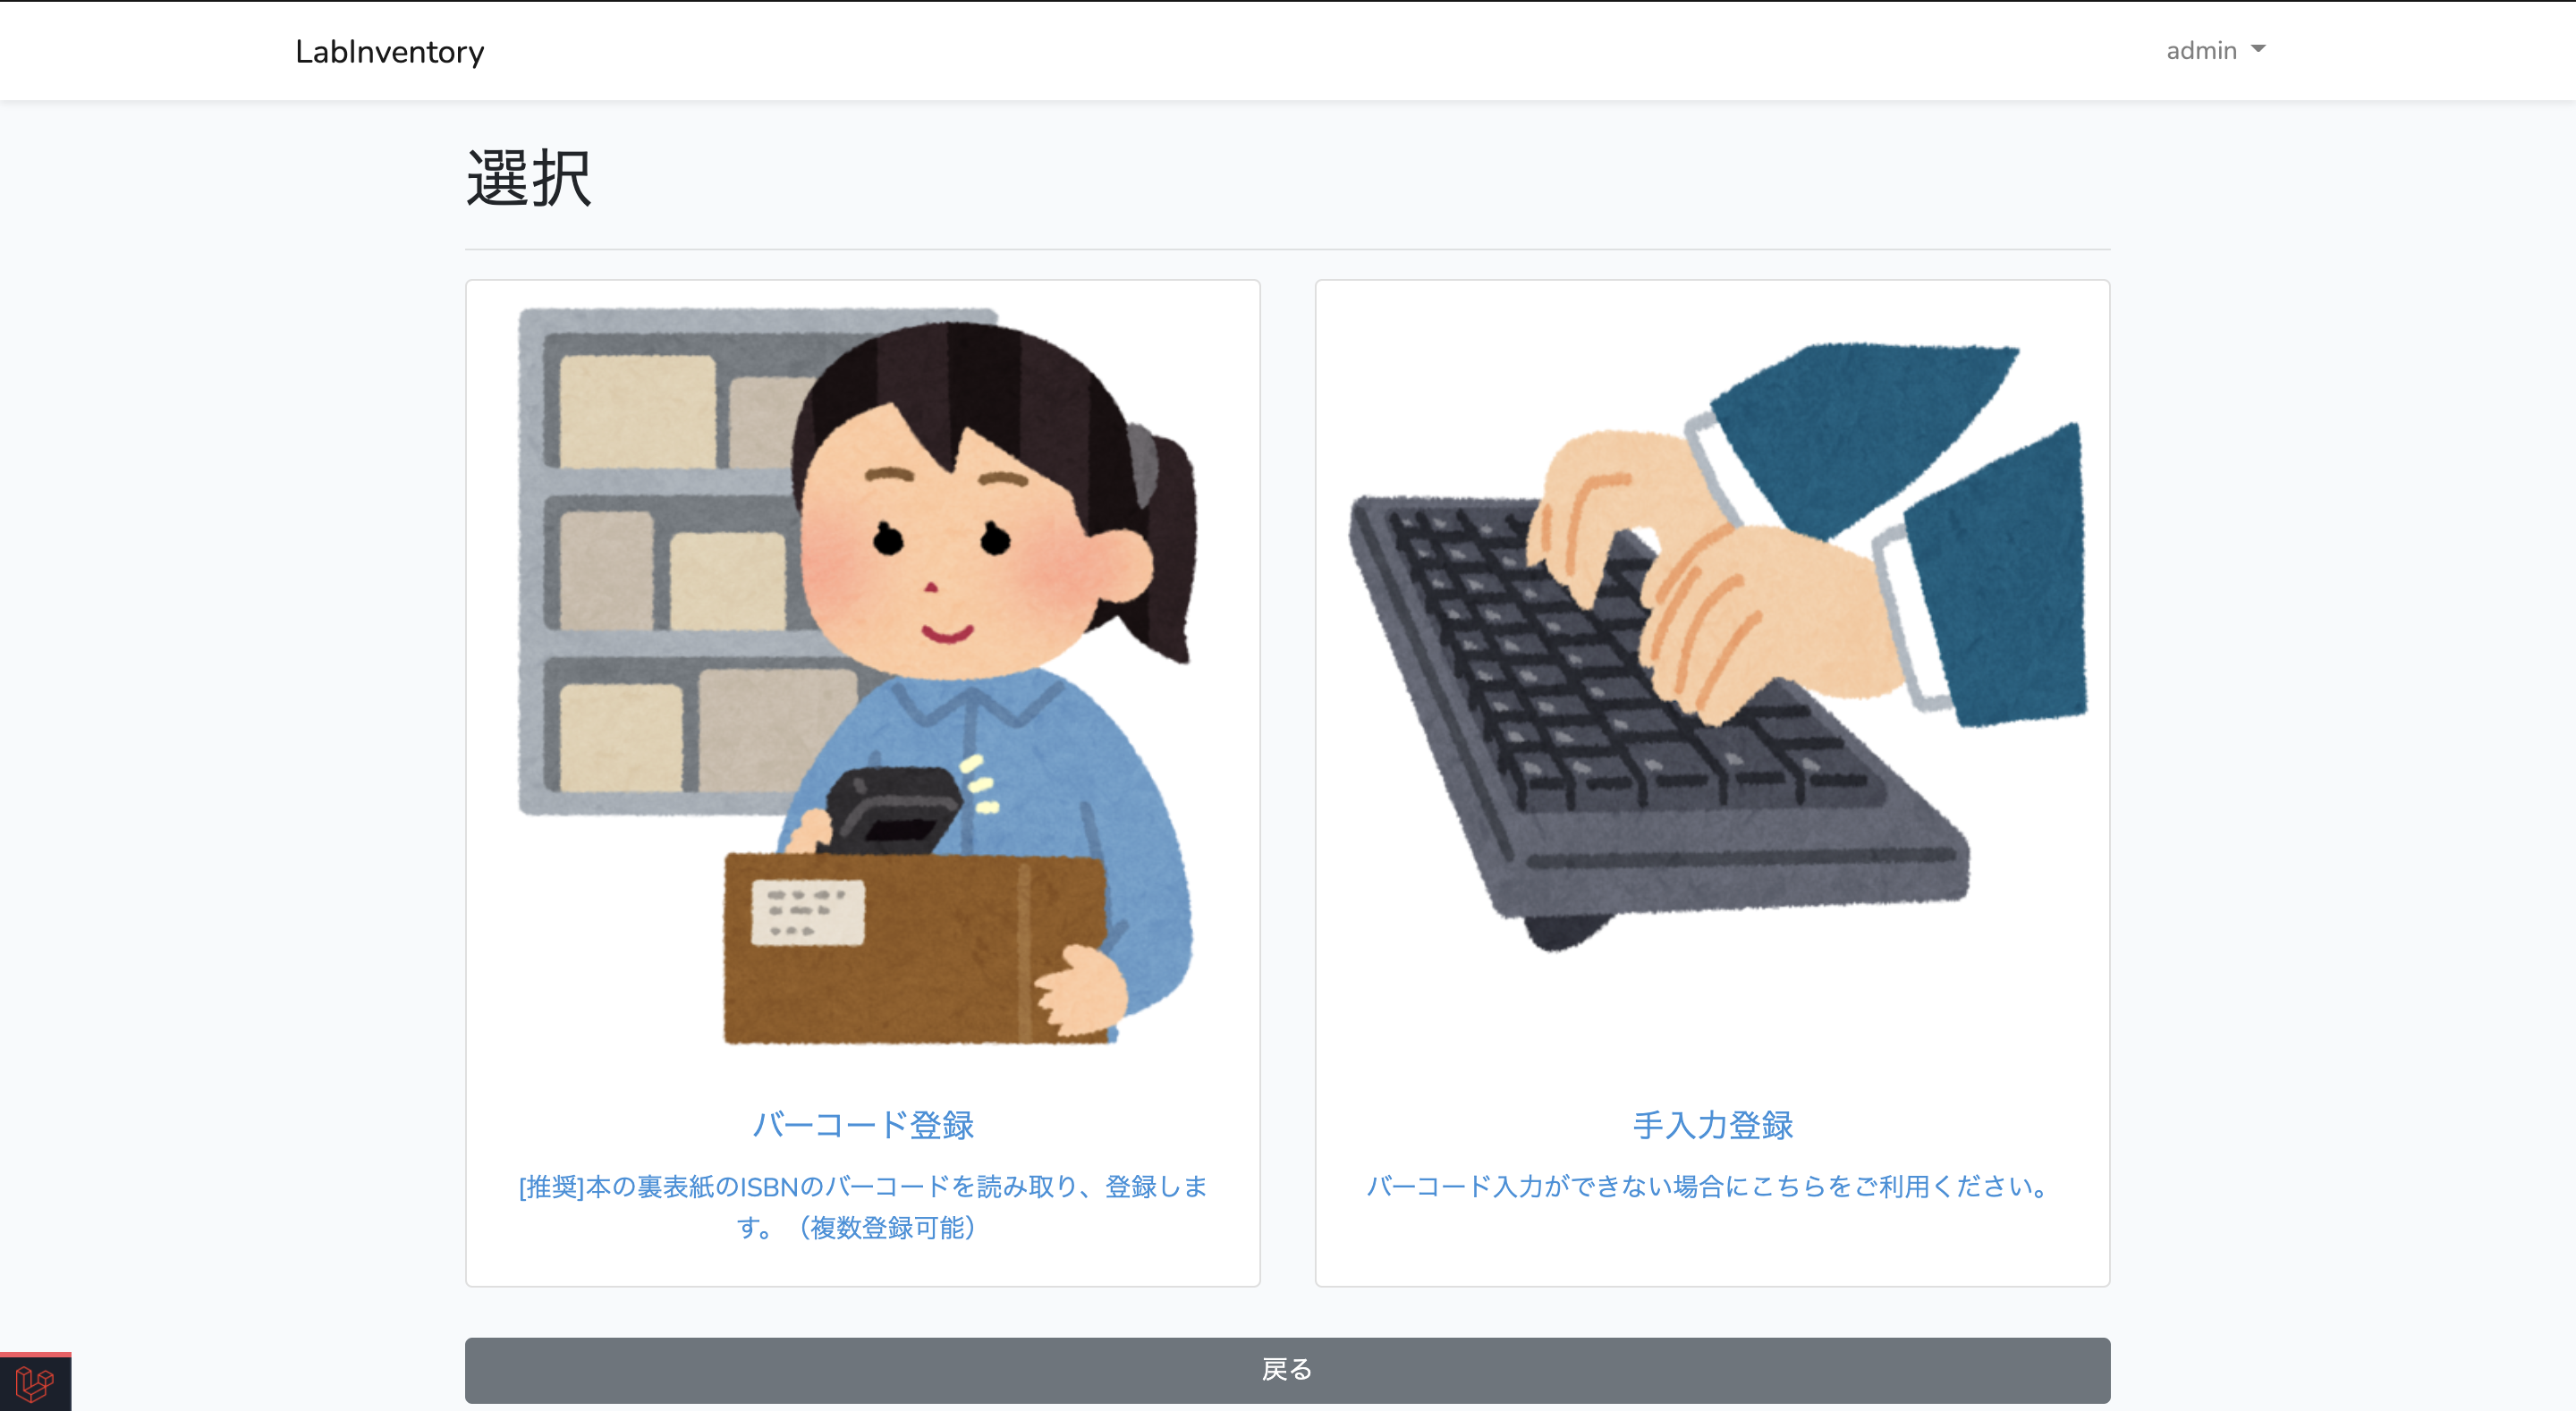 LabInventory
admin
選択
バーコード登録
[推奨]本の裏表紙のISBNのバーコードを読み取り、登録しま
す。（複数登録可能）
手入力登録
バーコード入力ができない場合にこちらをご利用ください。
戻る